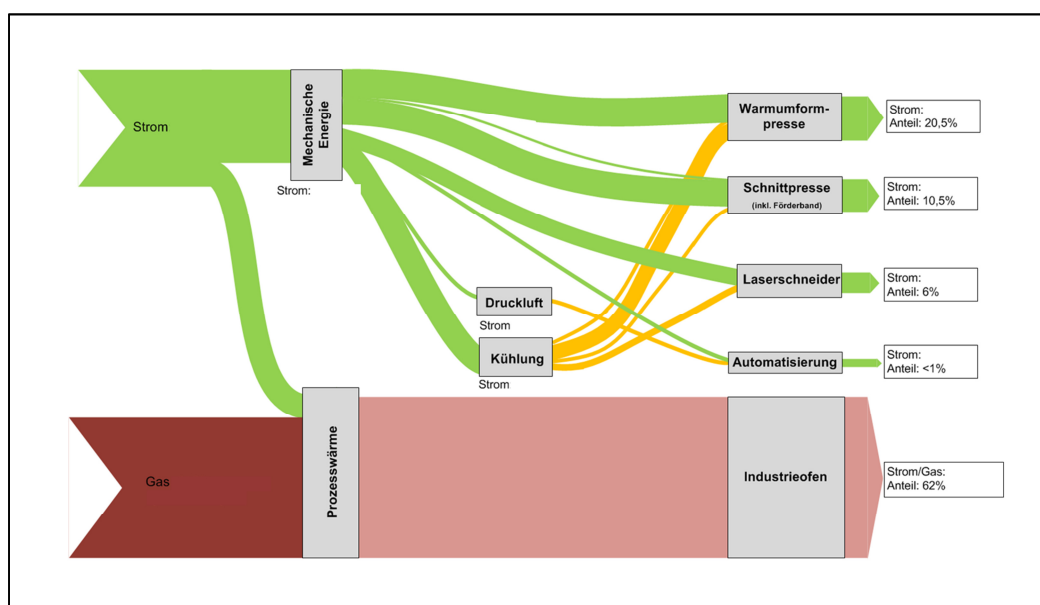 Strom
Mechanische
Energie
Strom:
Warmumform-
presse
Strom:
Anteil: 20,5%
Schnittpresse
(inkl. Förderband)
Strom:
Anteil: 10,5%
Laserschneider
Strom:
Anteil: 6%
Druckluft
Strom
Kühlung
Strom
Automatisierung
Strom:
Anteil: <1%
Gas
Prozesswärme
Industrieofen
Strom/Gas:
Anteil: 62%